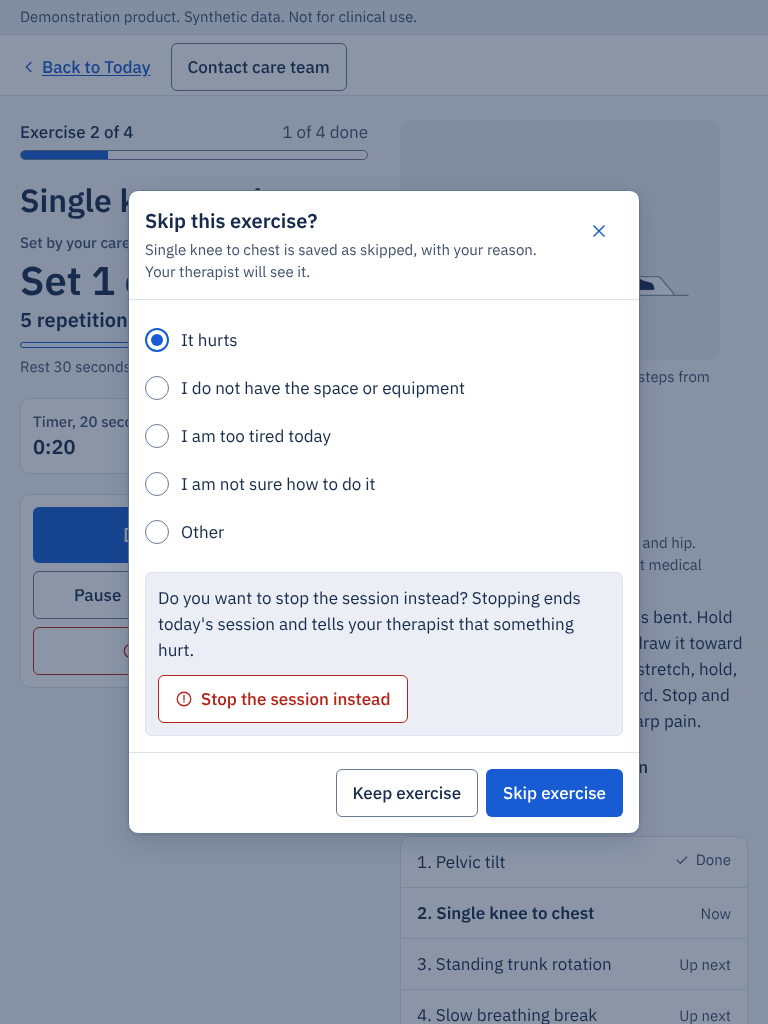 Demonstration product. Synthetic data. Not for clinical use.
Back to Today
Contact care team
Exercise 2 of 4
1 of 4 done
Single
Set by your care
Set 1
5 repetition
Rest 30 seconds
Timer, 20
0:20
Pause
Skip this exercise?
Single knee to chest is saved as skipped, with your reason.
Your therapist will see it.
It hurts
I do not have the space or equipment
I am too tired today
I am not sure how to do it
Other
Do you want to stop the session instead? Stopping ends
today's session and tells your therapist that something
hurt.
Stop the session instead
Keep exercise
Skip exercise
steps from
and hip.
medical
bent. Hold
draw it toward
stretch, hold,
Stop and
pain.
1. Pelvic tilt
Done
2. Single knee to chest
Now
3. Standing trunk rotation
Up next
4. Slow breathing break
Up next